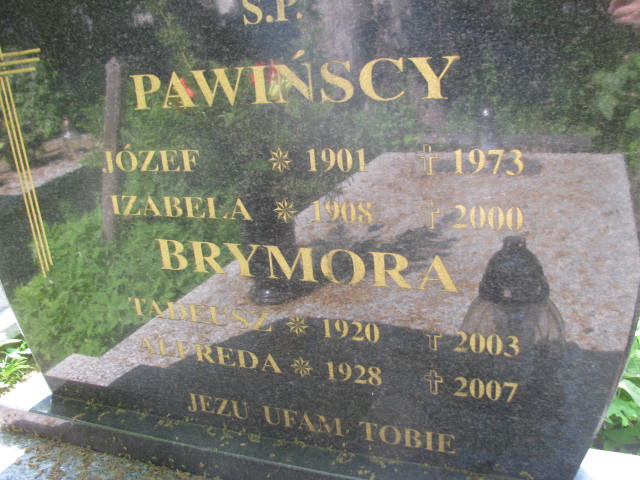 Ś.P.
PAWIŃSCY
JÓZEF 1901 1973
IZABELA 1908 2000
BRYMORA
TADEUSZ 1920 2003
ALFREDA 1928 2007
JEZU UFAM TOBIE